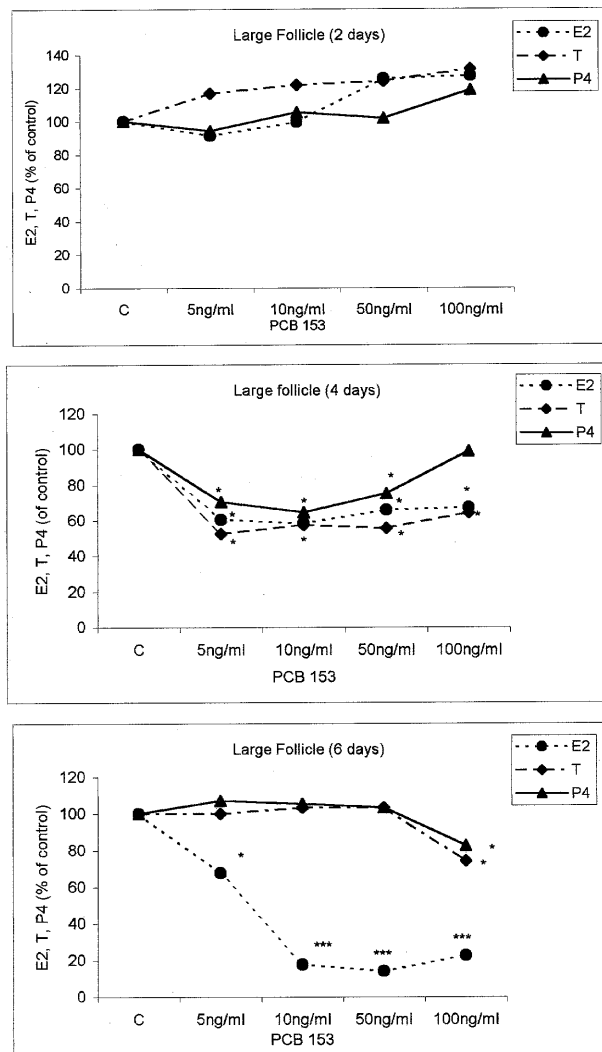 Large Follicle (2 days)
E2
T
P4
E2, T, P4 (% of control)
140
120
100
80
60
40
20
0
C 5ng/ml 10ng/ml 50ng/ml 100ng/ml
PCB 153
Large follicle (4 days)
E2
T
P4
E2, T, P4 (of control)
120
100
80
60
40
20
0
* * * * * * * * * *
C 5ng/ml 10ng/ml 50ng/ml 100ng/ml
PCB 153
Large Follicle (6 days)
E2
T
P4
E2, T, P4 (% of control)
120
100
80
60
40
20
0
* *** *** *** * *
C 5ng/ml 10ng/ml 50ng/ml 100ng/ml
PCB 153